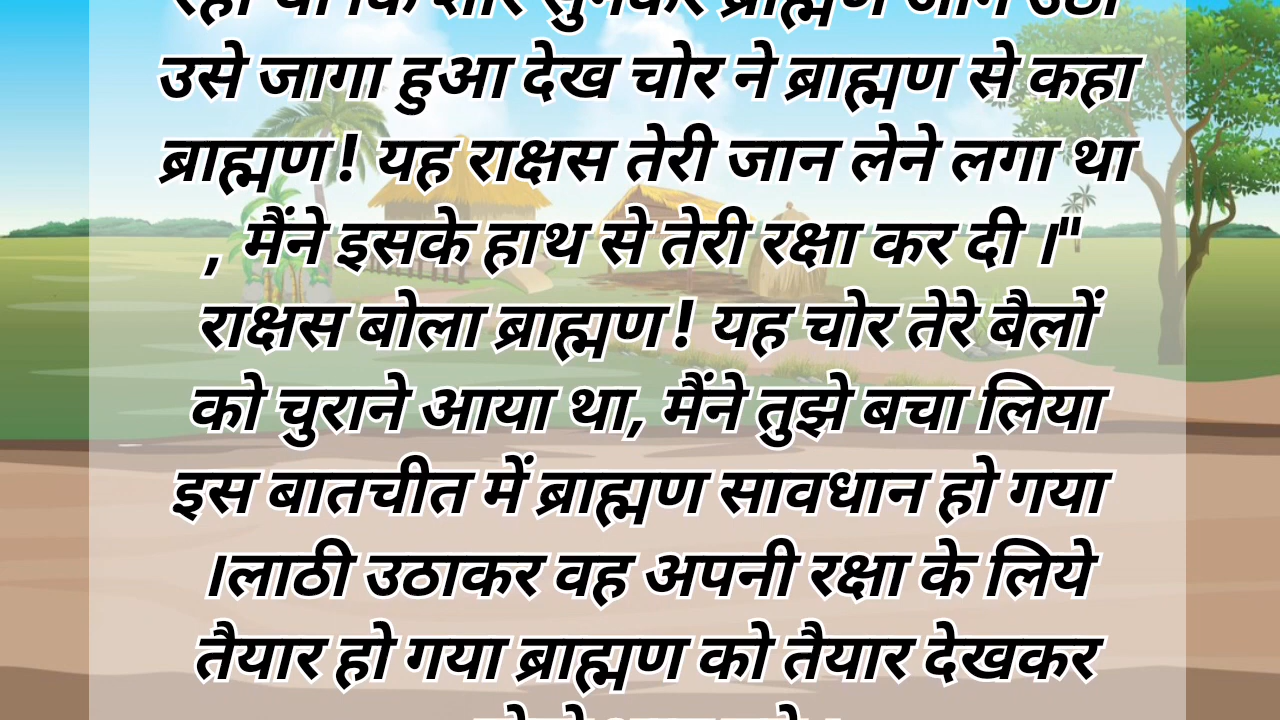 उसे जागा हुआ देख चोर ने ब्राह्मण से कहा
ब्राह्मण ! यह राक्षस तेरी जान लेने लगा था
, मैंने इसके हाथ से तेरी रक्षा कर दी ।"
राक्षस बोला ब्राह्मण ! यह चोर तेरे बैलों
को चुराने आया था, मैंने तुझे बचा लिया
इस बातचीत में ब्राह्मण सावधान हो गया
।लाठी उठाकर वह अपनी रक्षा के लिये
तैयार हो गया ब्राह्मण को तैयार देखकर